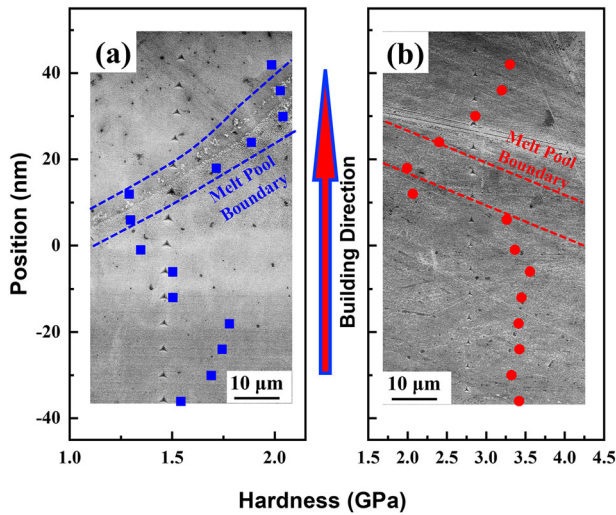 (a)
(b)
40
20
0
-20
-40
Position (nm)
Melt Pool
Boundary
10 μm
Building Direction
Melt Pool
Boundary
10 μm
1.0
1.5
2.0
1.5
2.0
2.5
3.0
3.5
4.0
4.5
Hardness (GPa)